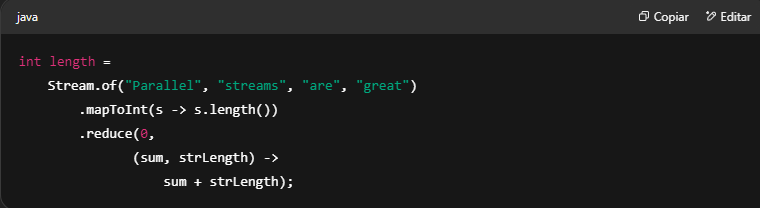 java
Copiar
Editar
int length =
    Stream.of("Parallel", "streams", "are", "great")
        .mapToInt(s -> s.length())
        .reduce(0,
               (sum, strLength) ->
                   sum + strLength);